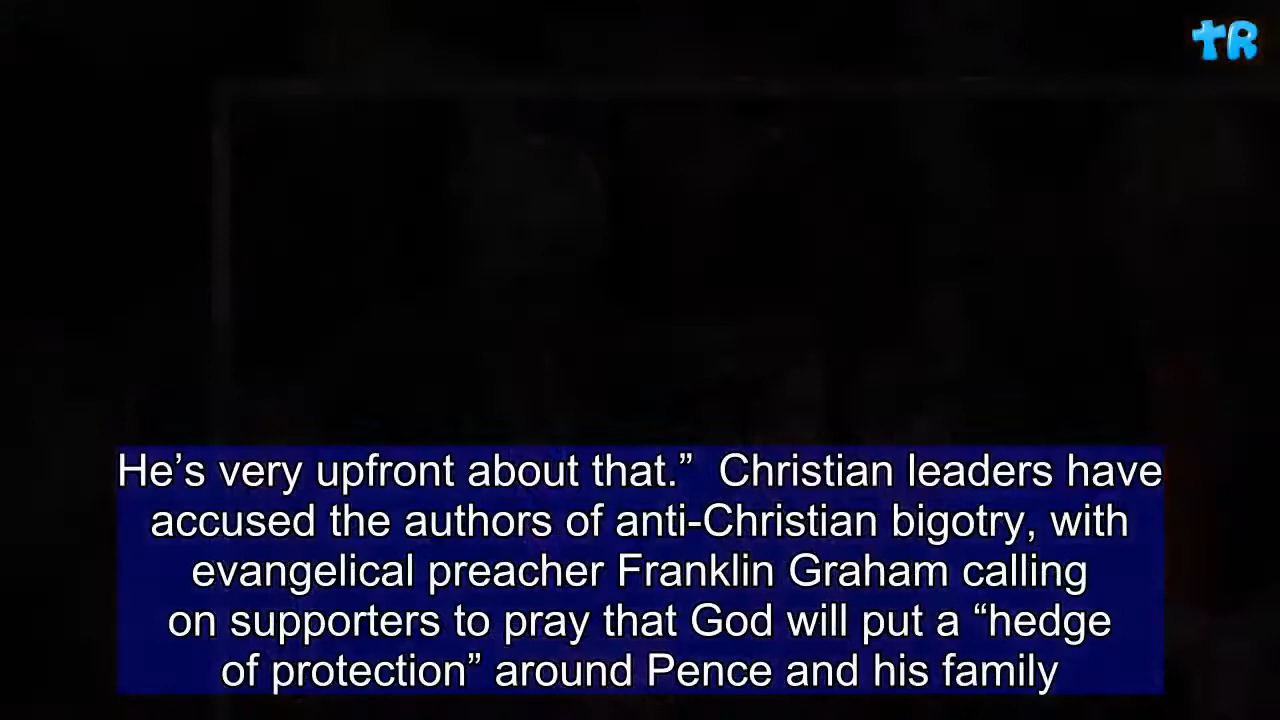 TR
He’s very upfront about that.”  Christian leaders have
accused the authors of anti-Christian bigotry, with
evangelical preacher Franklin Graham calling
on supporters to pray that God will put a “hedge
of protection” around Pence and his family